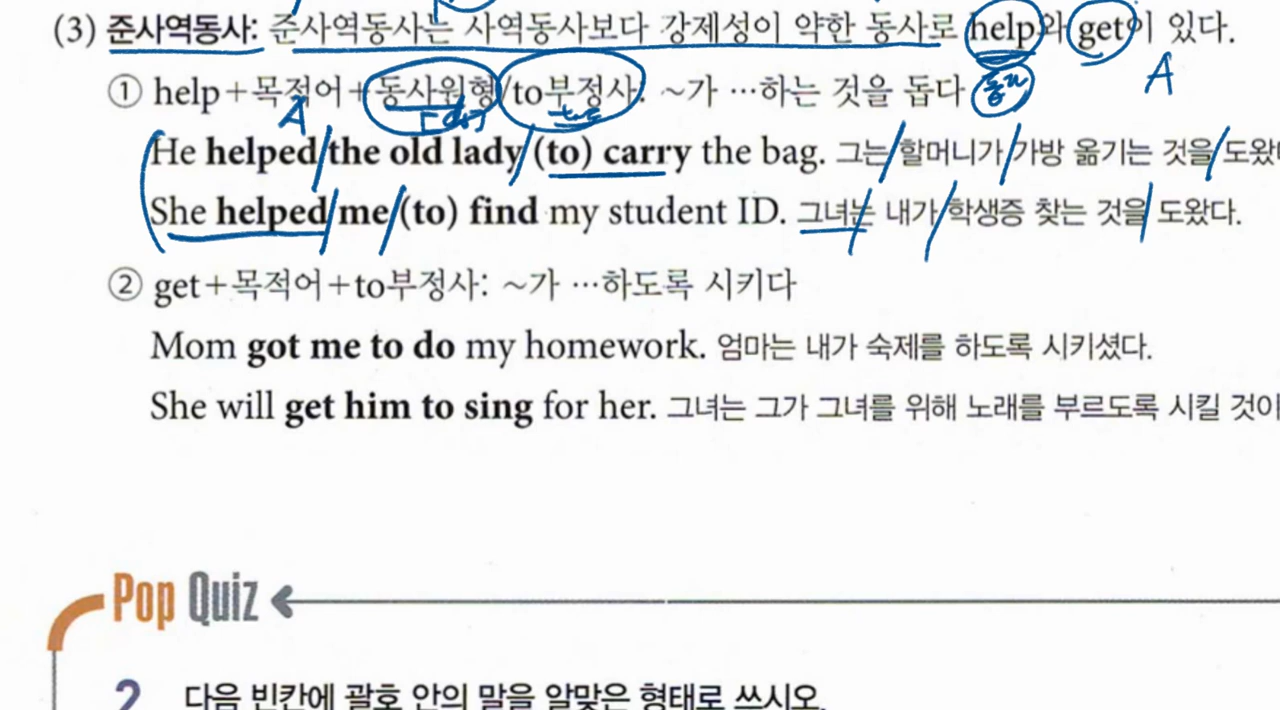 (3) 준사역동사: 준사역동사는 사역동사보다 강제성이 약한 동사로 help와 get이 있다.
A
① help+목적어+동사원형/to부정사: ~가 …하는 것을 돕다
A
He helped the old lady (to) carry the bag. 그는 할머니가 가방 옮기는 것을 도왔
She helped me (to) find my student ID. 그녀는 내가 학생증 찾는 것을 도왔다.
② get+목적어+to부정사: ~가 …하도록 시키다
Mom got me to do my homework. 엄마는 내가 숙제를 하도록 시키셨다.
She will get him to sing for her. 그녀는 그가 그녀를 위해 노래를 부르도록 시킬 것이
Pop Quiz
2 다음 빈칸에 괄호 안의 말을 알맞은 형태로 쓰시오.